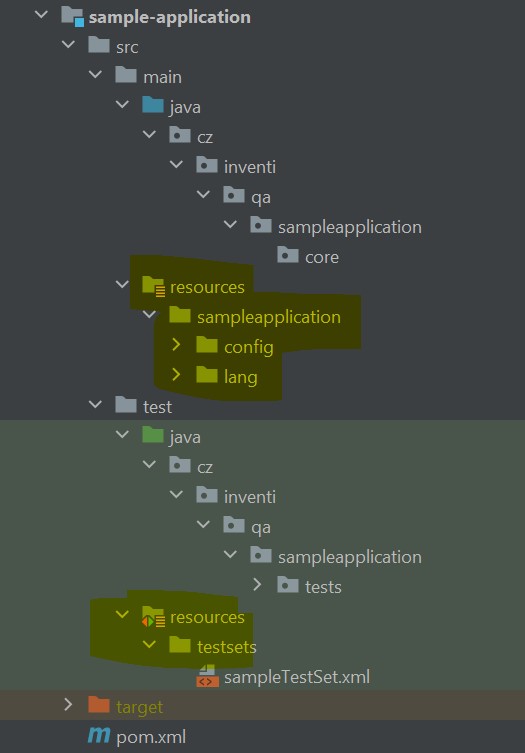 sample-application
src
main
java
cz
inventi
qa
sampleapplication
core
resources
sampleapplication
config
lang
test
java
cz
inventi
qa
sampleapplication
tests
resources
testsets
sampleTestSet.xml
target
m pom.xml